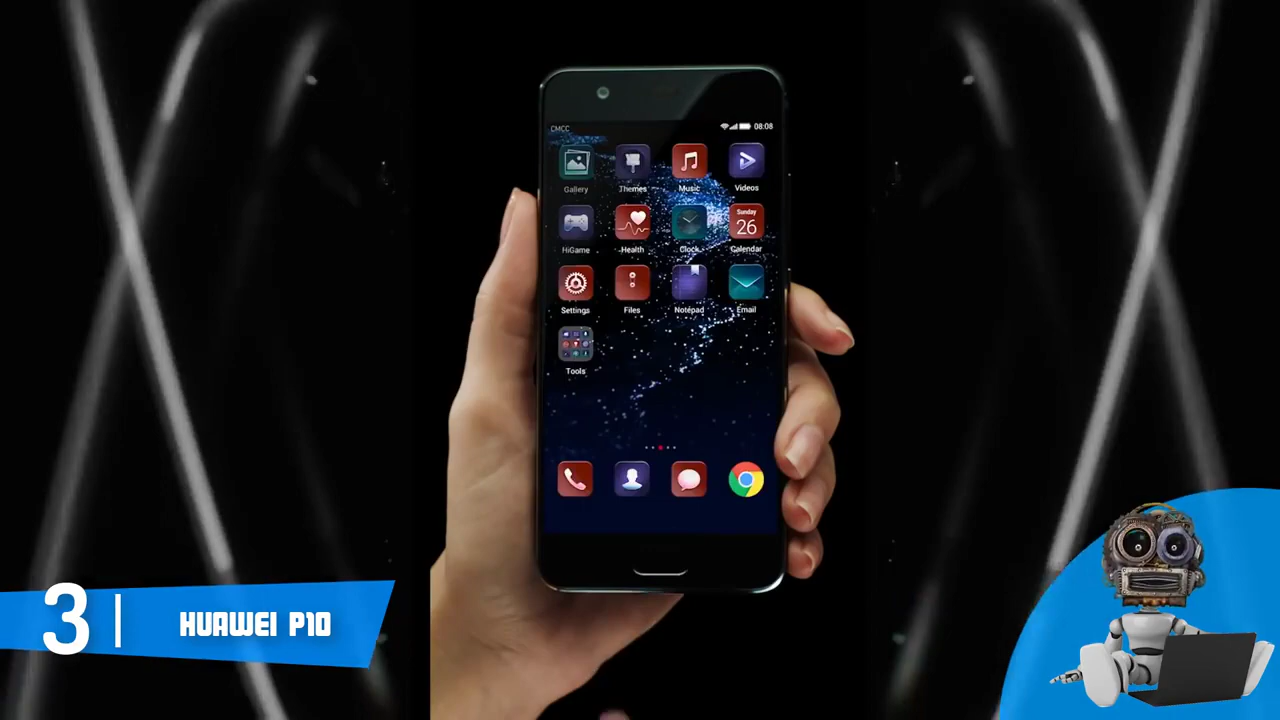 CMCC 08:08
Gallery Themes Music Videos
Sunday
26
HiGame Health Clock Calendar
Settings Files Notepad Email
Tools
3 HUAWEI P10